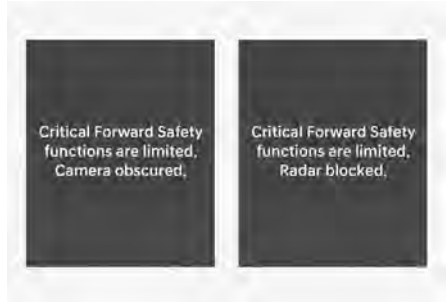 Critical Forward Safety
functions are limited.
Camera obscured.
Critical Forward Safety
functions are limited.
Radar blocked.